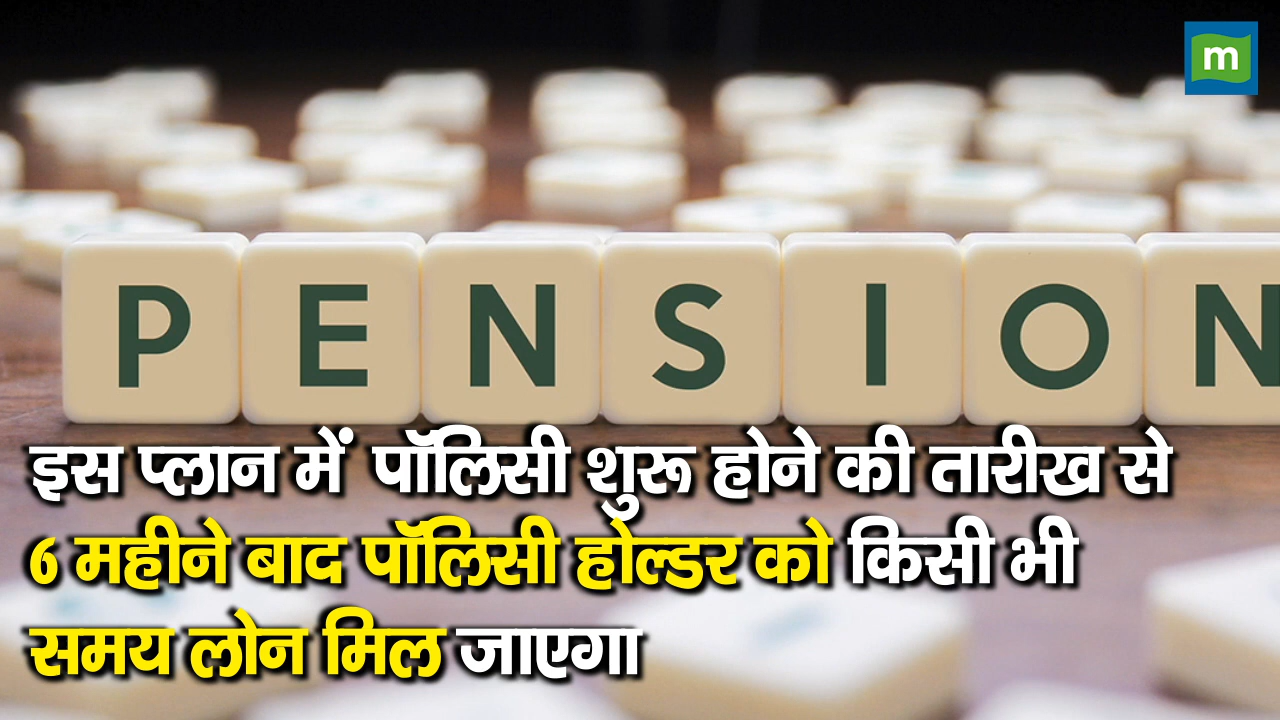 m
PENSION
इस प्लान में पॉलिसी शुरू होने की तारीख से
6 महीने बाद पॉलिसी होल्डर को किसी भी
समय लोन मिल जाएगा